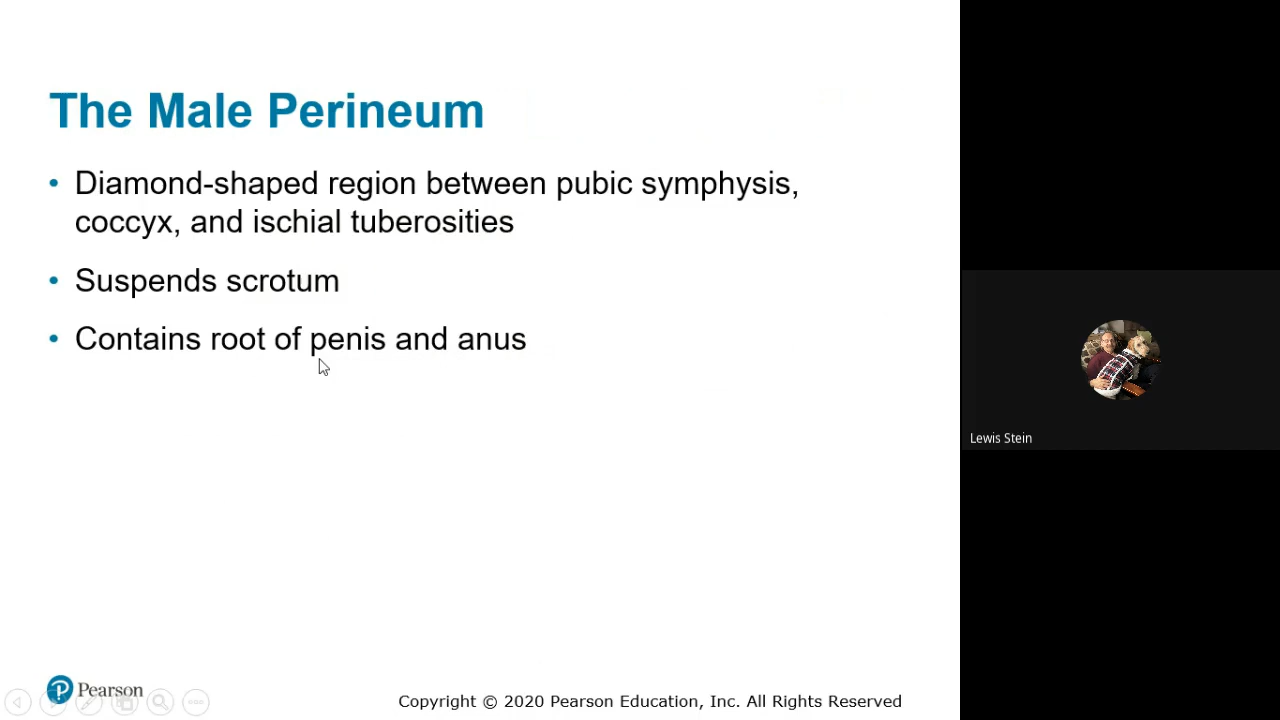 The Male Perineum
• Diamond-shaped region between pubic symphysis,
coccyx, and ischial tuberosities
• Suspends scrotum
• Contains root of penis and anus
Lewis Stein
Pearson
Copyright © 2020 Pearson Education, Inc. All Rights Reserved